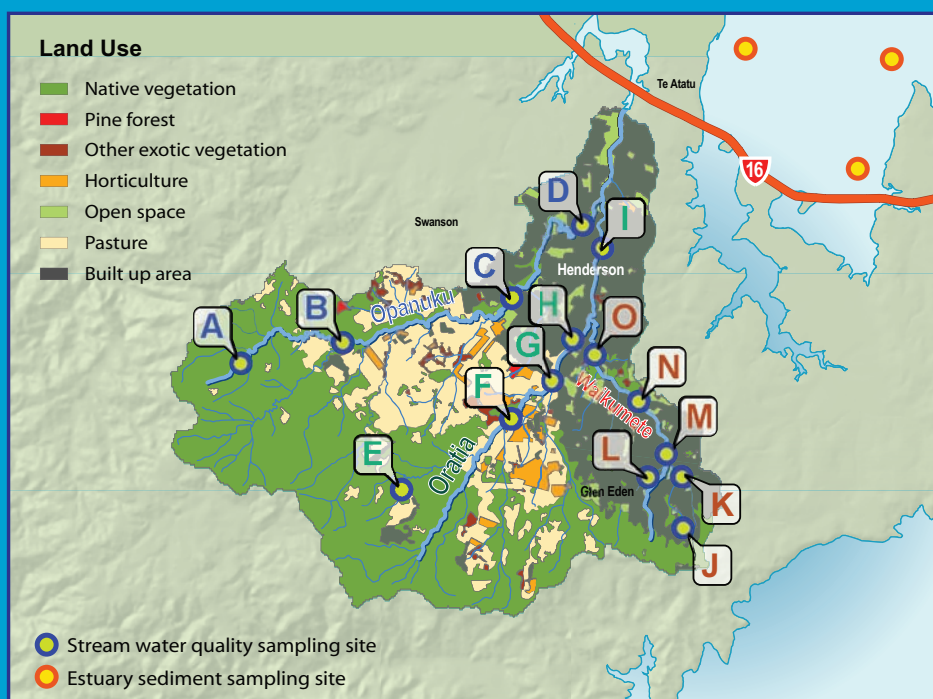 Land Use
Native vegetation
Pine forest
Other exotic vegetation
Horticulture
Open space
Pasture
Built up area
Te Atatu
16
Swanson
D
I
Henderson
C
Opanuku
B
A
H
O
G
N
F
Waikumete
M
L
E
Oratia
Glen Eden
K
J
Stream water quality sampling site
Estuary sediment sampling site